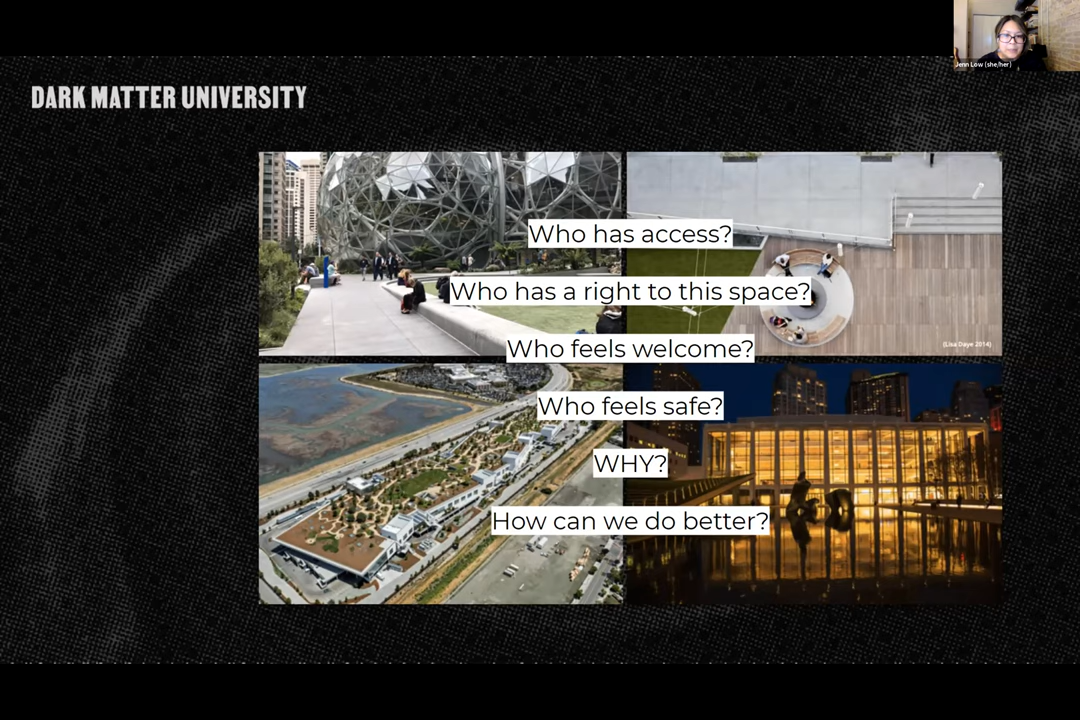 Jenn Low (she/her)
DARK MATTER UNIVERSITY
Who has access?
Who has a right to this space?
Who feels welcome?
(Lisa Daye 2014)
Who feels safe?
WHY?
How can we do better?